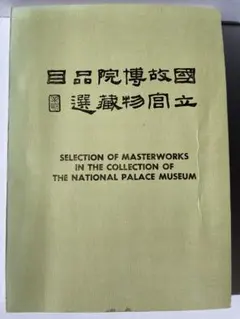 國立
故宮
博物
院藏
品選
目
SELECTION OF MASTERWORKS
IN THE COLLECTION OF
THE NATIONAL PALACE MUSEUM